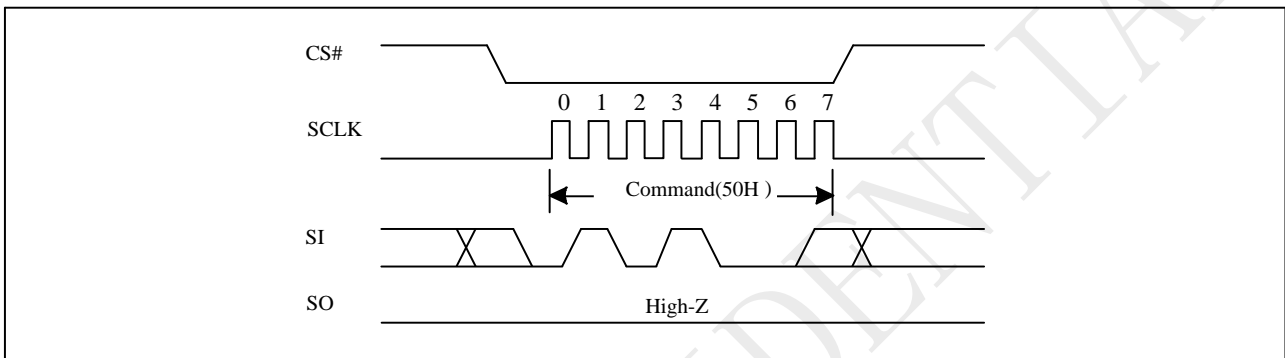 CS#
0 1 2 3 4 5 6 7
SCLK
Command(50H )
SI
SO High-Z